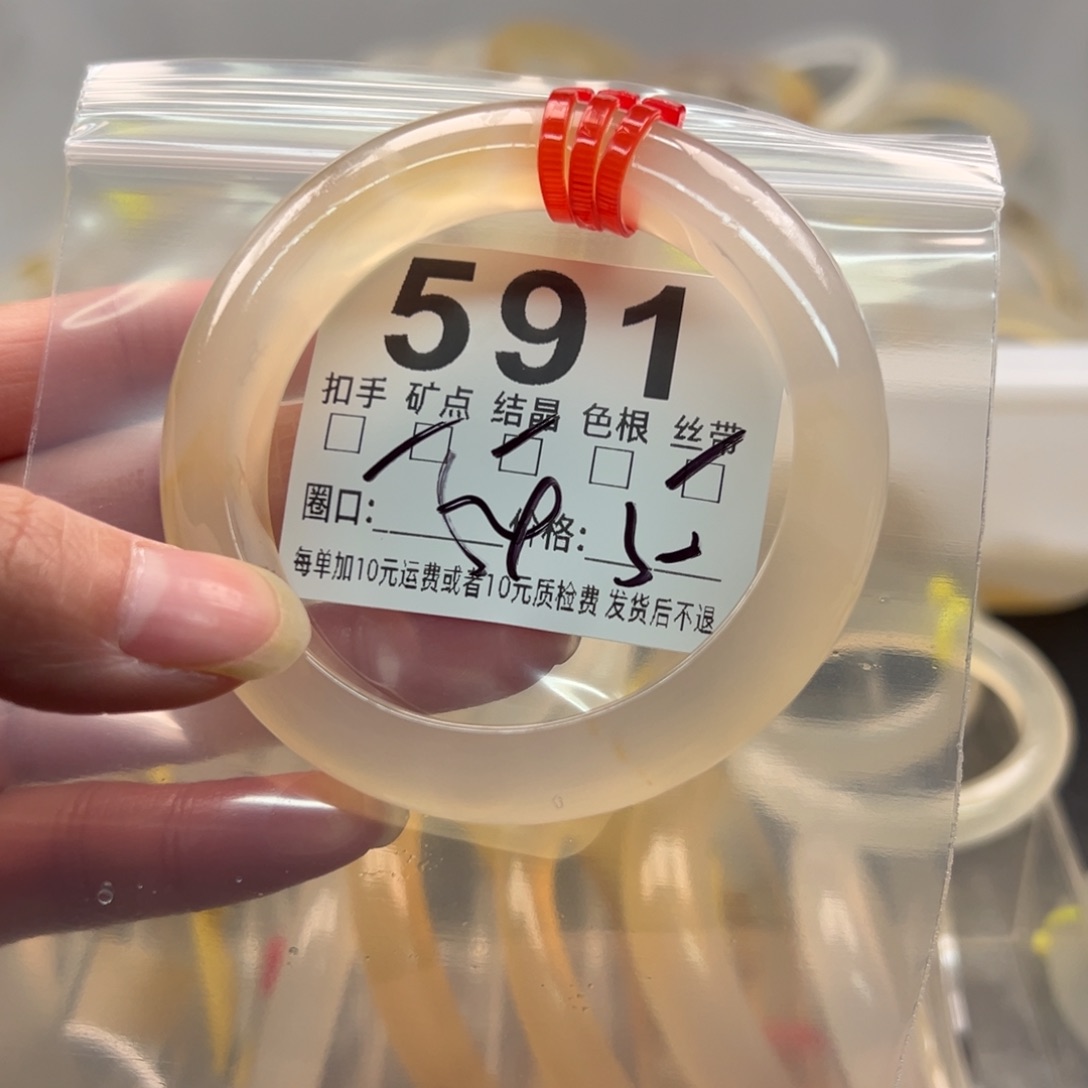 591
扣手 矿点 结晶 色根 丝带
圈口: 价格:
每单加10元运费或者10元质检费 发货后不退